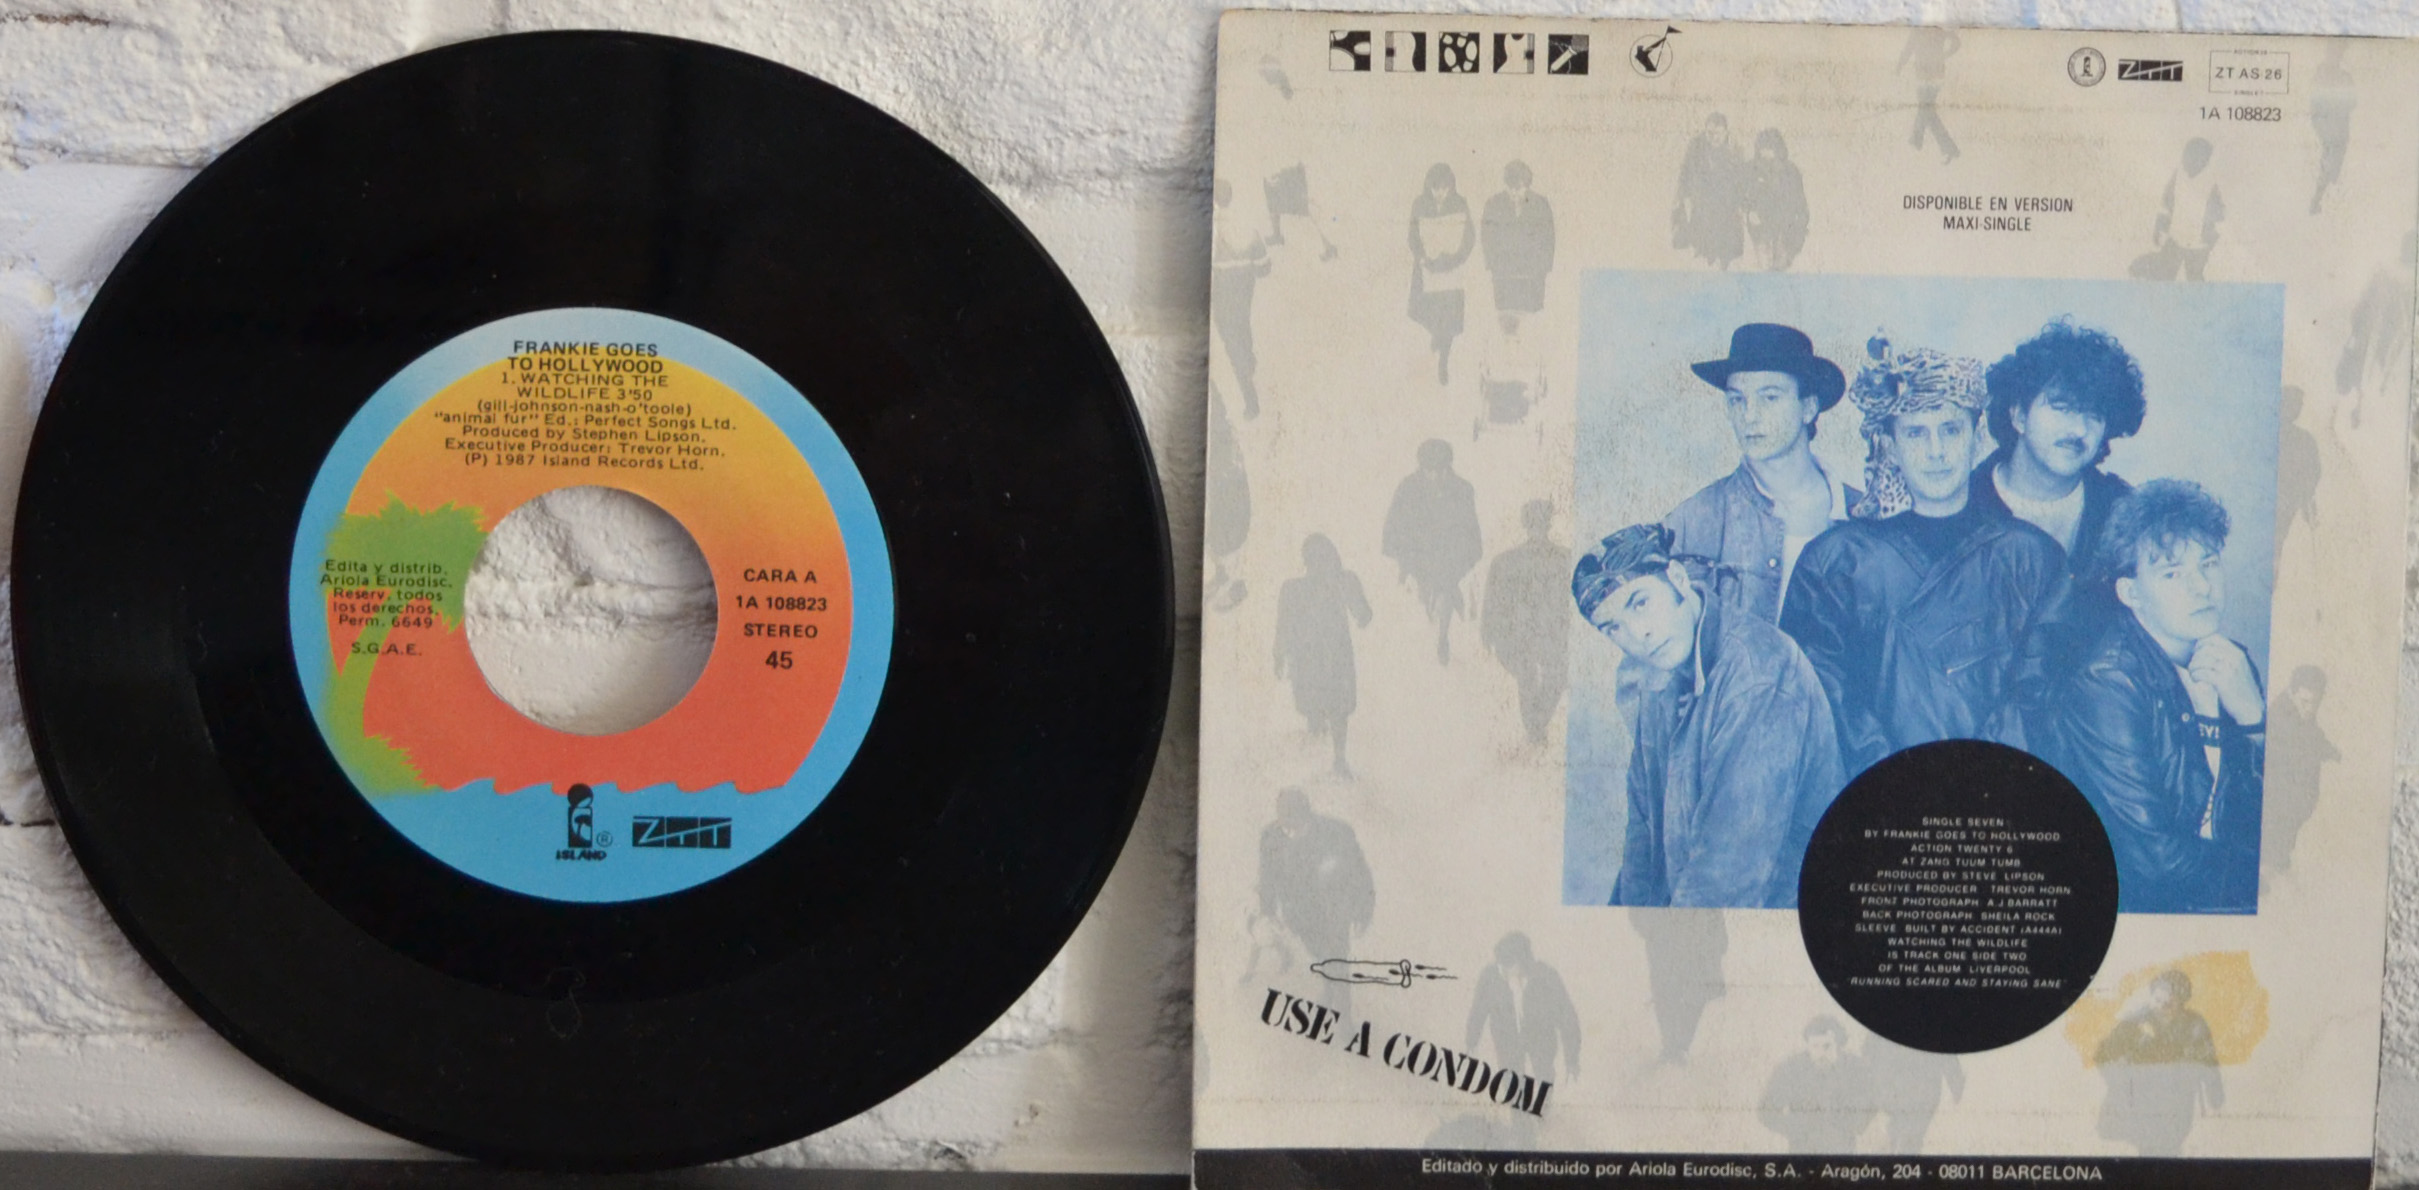 FRANKIE GOES
TO HOLLYWOOD
1. WATCHING THE
WILDLIFE 3'50
(gill-johnson-nash-o'toole)
"animal fur" Ed.: Perfect Songs Ltd.
Produced by Stephen Lipson.
Executive Producer: Trevor Horn.
(P) 1987 Island Records Ltd.
Edita y distrib.
Ariola Eurodisc.
Reserv. todos
los derechos.
Perm. 6649
S.G.A.E.
CARA A
1A 108823
STEREO
45
ISLAND
®
ZTT
ZTT
ZT AS 26
1A 108823
DISPONIBLE EN VERSION
MAXI-SINGLE
SINGLE SEVEN
BY FRANKIE GOES TO HOLLYWOOD
ACTION TWENTY 6
AT ZANG TUUM TUMB
PRODUCED BY STEVE LIPSON
EXECUTIVE PRODUCER TREVOR HORN
FRONT PHOTOGRAPH A J BARRATT
BACK PHOTOGRAPH SHEILA ROCK
SLEEVE BUILT BY ACCIDENT (A444A)
WATCHING THE WILDLIFE
IS TRACK ONE SIDE TWO
OF THE ALBUM LIVERPOOL
'RUNNING SCARED AND STAYING SANE'
USE A CONDOM
Editado y distribuido por Ariola Eurodisc, S.A. - Aragón, 204 - 08011 BARCELONA